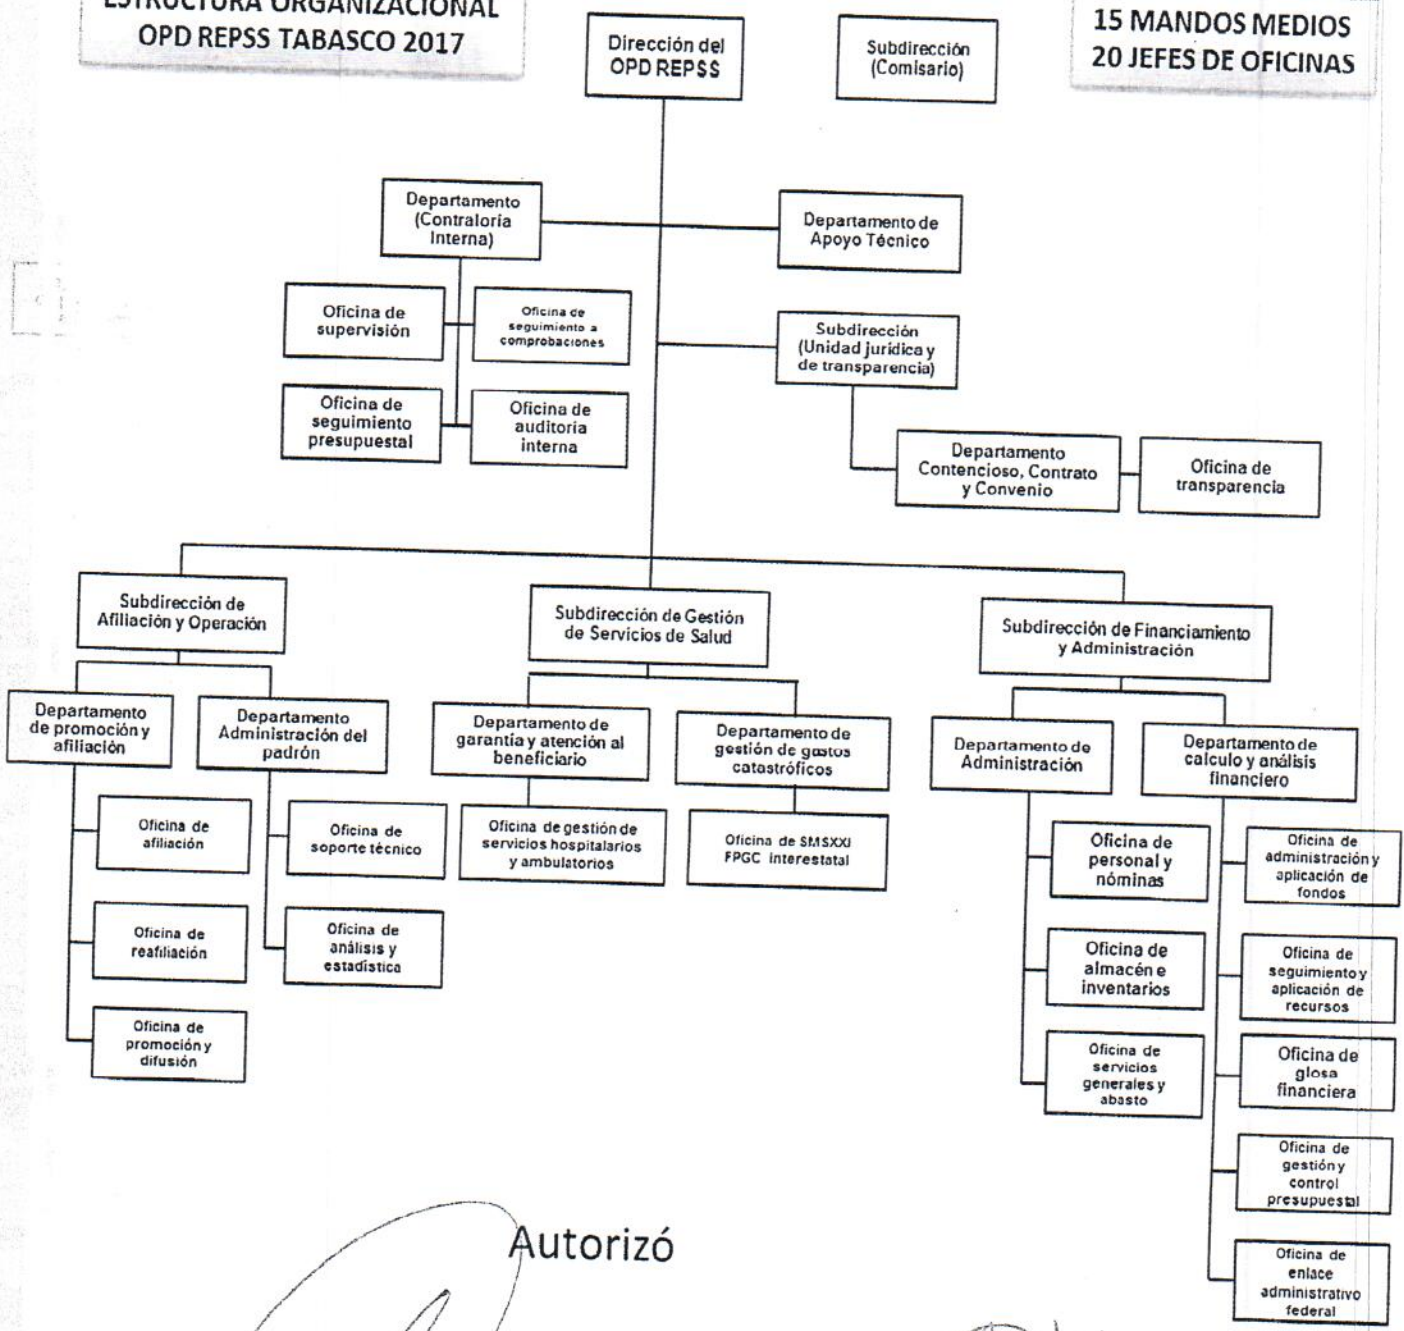 ESTRUCTURA ORGANIZACIONAL
OPD REPSS TABASCO 2017
15 MANDOS MEDIOS
20 JEFES DE OFICINAS
Dirección del
OPD REPSS
Subdirección
(Comisario)
Departamento
(Contraloría
Interna)
Departamento de
Apoyo Técnico
Oficina de
supervisión
Oficina de
seguimiento a
comprobaciones
Subdirección
(Unidad jurídica y
de transparencia)
Oficina de
seguimiento
presupuestal
Oficina de
auditoría
interna
Departamento
Contencioso, Contrato
y Convenio
Oficina de
transparencia
Subdirección de
Afiliación y Operación
Subdirección de Gestión
de Servicios de Salud
Subdirección de Financiamiento
y Administración
Departamento
de promoción y
afiliación
Departamento
Administración del
padrón
Departamento de
garantía y atención al
beneficiario
Departamento de
gestión de gastos
catastróficos
Departamento de
Administración
Departamento de
calculo y análisis
financiero
Oficina de
afiliación
Oficina de
soporte técnico
Oficina de gestión de
servicios hospitalarios
y ambulatorios
Oficina de SMSXXI
FPGC interestatal
Oficina de
personal y
nóminas
Oficina de
administración y
aplicación de
fondos
Oficina de
reafiliación
Oficina de
análisis y
estadística
Oficina de
almacén e
inventarios
Oficina de
seguimiento y
aplicación de
recursos
Oficina de
promoción y
difusión
Oficina de
servicios
generales y
abasto
Oficina de
glosa
financiera
Oficina de
gestión y
control
presupuestal
Oficina de
enlace
administrativo
federal
Autorizó